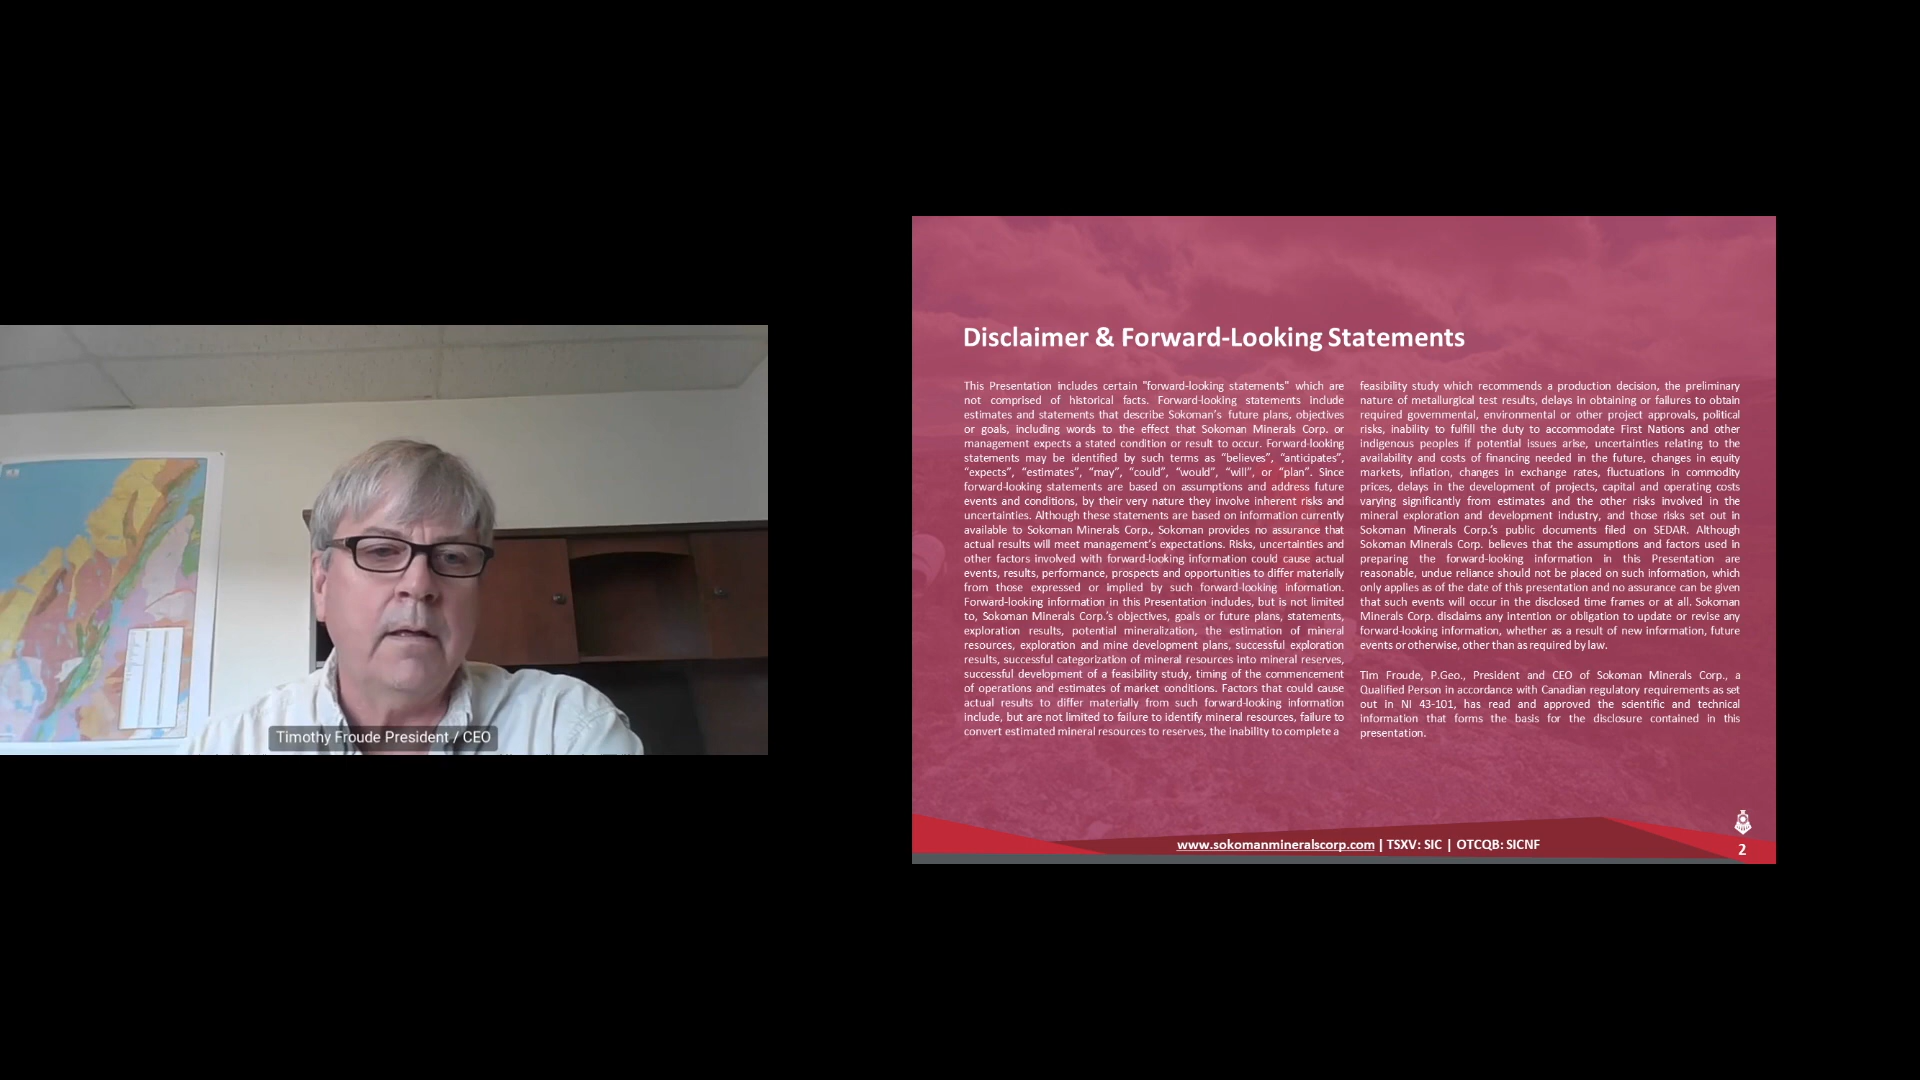 Timothy Froude President / CEO
Disclaimer & Forward-Looking Statements
This Presentation includes certain "forward-looking statements" which are
not comprised of historical facts. Forward-looking statements include
estimates and statements that describe Sokoman’s future plans, objectives
or goals, including words to the effect that Sokoman Minerals Corp. or
management expects a stated condition or result to occur. Forward-looking
statements may be identified by such terms as “believes”, “anticipates”,
“expects”, “estimates”, “may”, “could”, “would”, “will”, or “plan”. Since
forward-looking statements are based on assumptions and address future
events and conditions, by their very nature they involve inherent risks and
uncertainties. Although these statements are based on information currently
available to Sokoman Minerals Corp., Sokoman provides no assurance that
actual results will meet management’s expectations. Risks, uncertainties and
other factors involved with forward-looking information could cause actual
events, results, performance, prospects and opportunities to differ materially
from those expressed or implied by such forward-looking information.
Forward-looking information in this Presentation includes, but is not limited
to, Sokoman Minerals Corp.’s objectives, goals or future plans, statements,
exploration results, potential mineralization, the estimation of mineral
resources, exploration and mine development plans, successful exploration
results, successful categorization of mineral resources into mineral reserves,
successful development of a feasibility study, timing of the commencement
of operations and estimates of market conditions. Factors that could cause
actual results to differ materially from such forward-looking information
include, but are not limited to failure to identify mineral resources, failure to
convert estimated mineral resources to reserves, the inability to complete a
feasibility study which recommends a production decision, the preliminary
nature of metallurgical test results, delays in obtaining or failures to obtain
required governmental, environmental or other project approvals, political
risks, inability to fulfill the duty to accommodate First Nations and other
indigenous peoples if potential issues arise, uncertainties relating to the
availability and costs of financing needed in the future, changes in equity
markets, inflation, changes in exchange rates, fluctuations in commodity
prices, delays in the development of projects, capital and operating costs
varying significantly from estimates and the other risks involved in the
mineral exploration and development industry, and those risks set out in
Sokoman Minerals Corp.’s public documents filed on SEDAR. Although
Sokoman Minerals Corp. believes that the assumptions and factors used in
preparing the forward-looking information in this Presentation are
reasonable, undue reliance should not be placed on such information, which
only applies as of the date of this presentation and no assurance can be given
that such events will occur in the disclosed time frames or at all. Sokoman
Minerals Corp. disclaims any intention or obligation to update or revise any
forward-looking information, whether as a result of new information, future
events or otherwise, other than as required by law.
Tim Froude, P.Geo., President and CEO of Sokoman Minerals Corp., a
Qualified Person in accordance with Canadian regulatory requirements as set
out in NI 43-101, has read and approved the scientific and technical
information that forms the basis for the disclosure contained in this
presentation.
www.sokomanmineralscorp.com | TSXV: SIC | OTCQB: SICNF
2